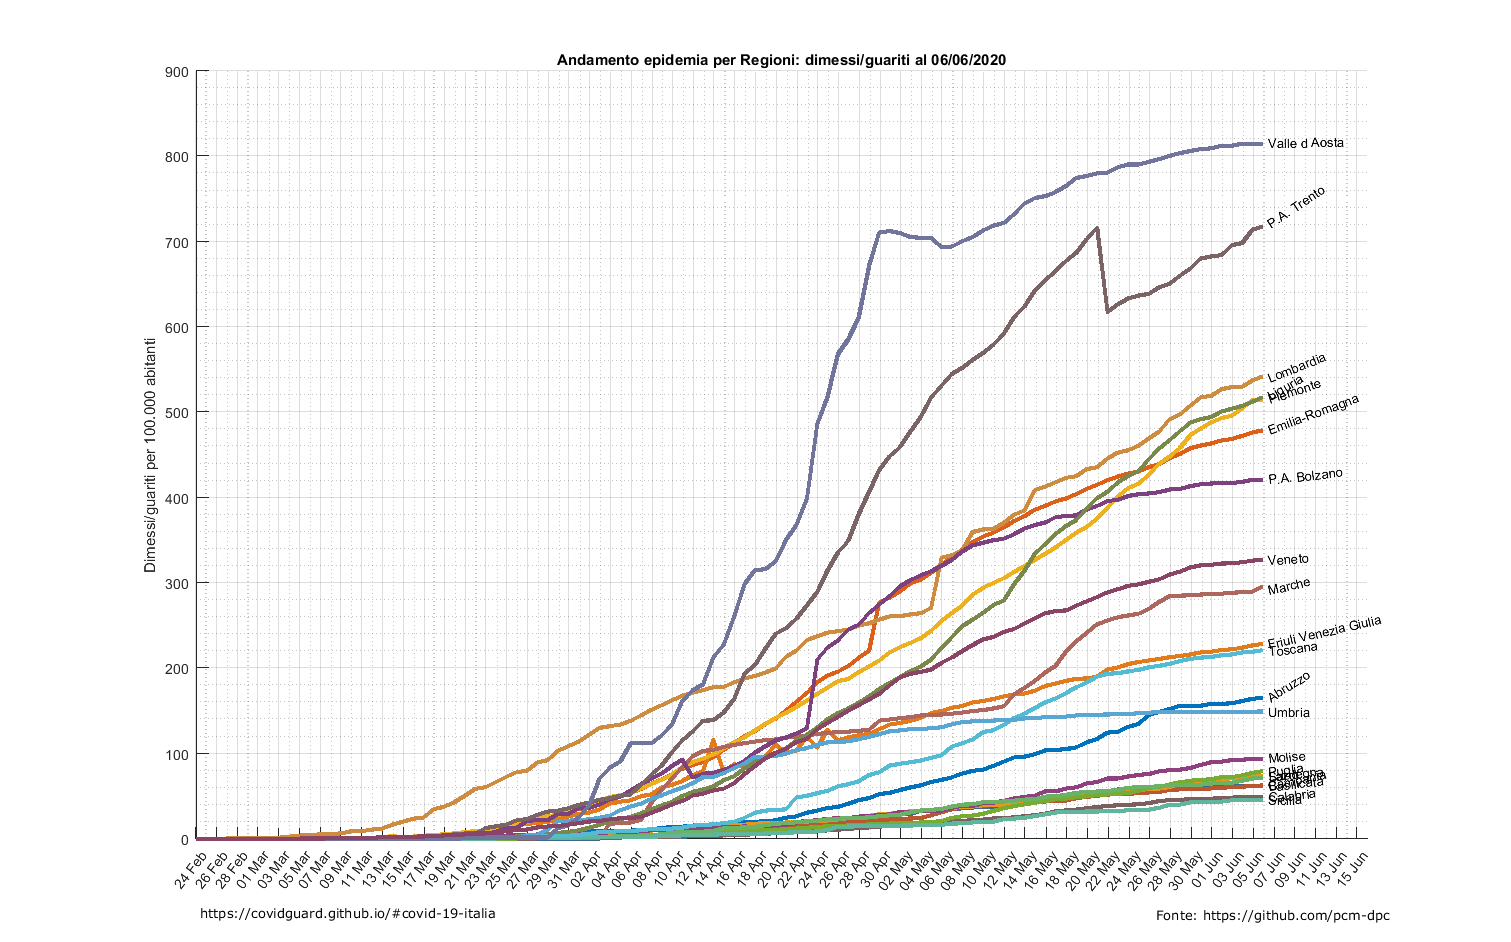 Andamento epidemia per Regioni: dimessi/guariti al 06/06/2020
Dimessi/guariti per 100.000 abitanti
900
800
700
600
500
400
300
200
100
0
Valle d Aosta
P.A. Trento
Lombardia
Liguria
Piemonte
Emilia-Romagna
P.A. Bolzano
Veneto
Marche
Friuli Venezia Giulia
Toscana
Abruzzo
Umbria
Molise
Puglia
Basilicata
Calabria
Sicilia
24 Feb
26 Feb
28 Feb
01 Mar
03 Mar
05 Mar
07 Mar
09 Mar
11 Mar
13 Mar
15 Mar
17 Mar
19 Mar
21 Mar
23 Mar
25 Mar
27 Mar
29 Mar
31 Mar
02 Apr
04 Apr
06 Apr
08 Apr
10 Apr
12 Apr
14 Apr
16 Apr
18 Apr
20 Apr
22 Apr
24 Apr
26 Apr
28 Apr
30 Apr
02 May
04 May
06 May
08 May
10 May
12 May
14 May
16 May
18 May
20 May
22 May
24 May
26 May
28 May
30 May
01 Jun
03 Jun
05 Jun
07 Jun
09 Jun
11 Jun
13 Jun
15 Jun
https://covidguard.github.io/#covid-19-italia
Fonte: https://github.com/pcm-dpc